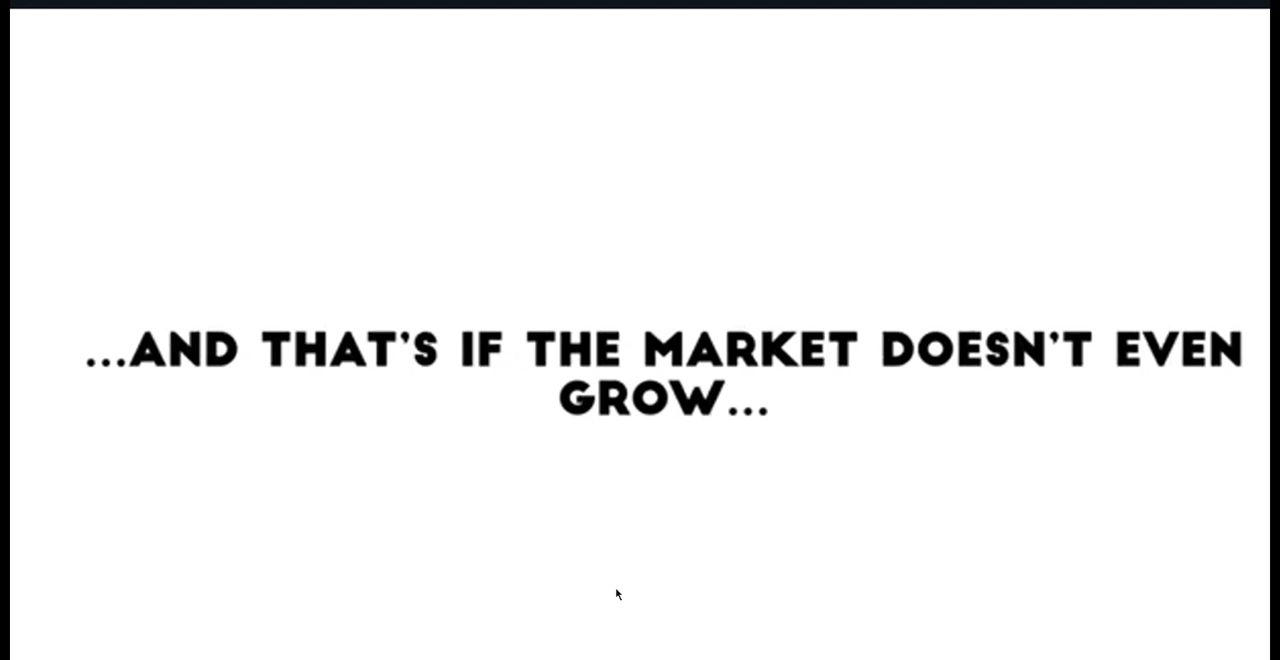 ...AND THAT'S IF THE MARKET DOESN'T EVEN
GROW...